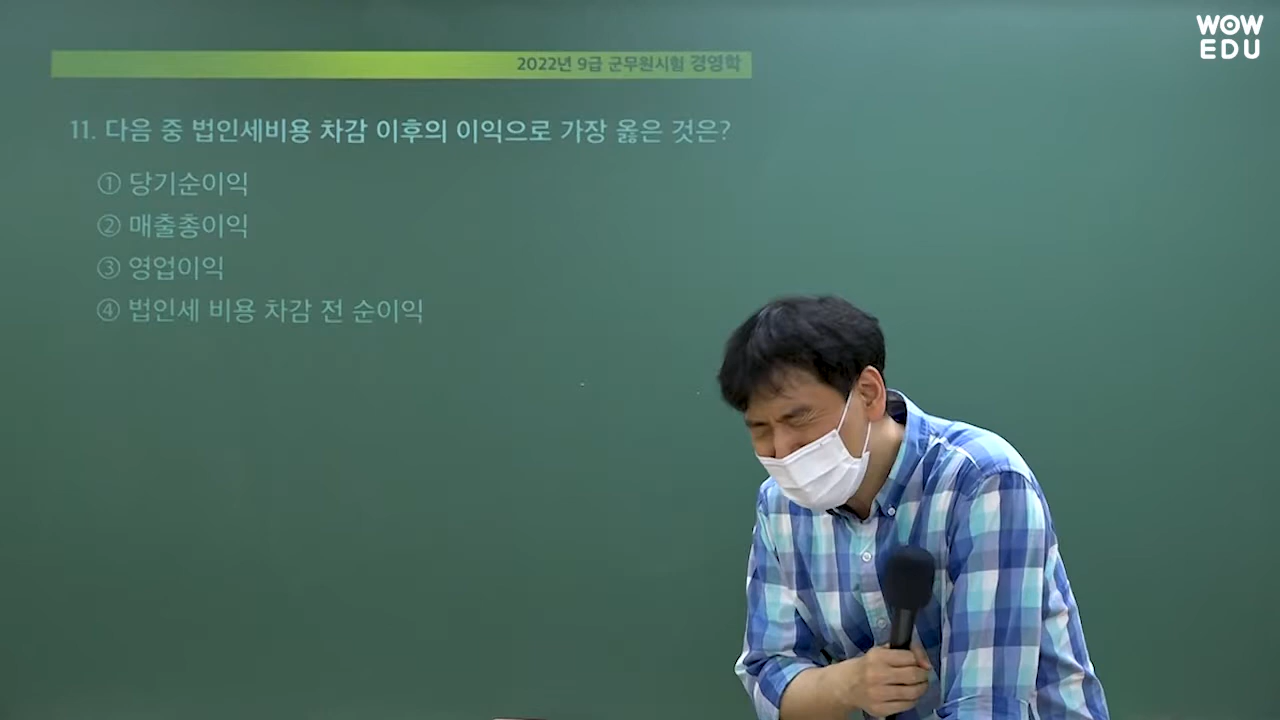 WOW
EDU
2022년 9급 군무원시험 경영학
11. 다음 중 법인세비용 차감 이후의 이익으로 가장 옳은 것은?
① 당기순이익
② 매출총이익
③ 영업이익
④ 법인세 비용 차감 전 순이익